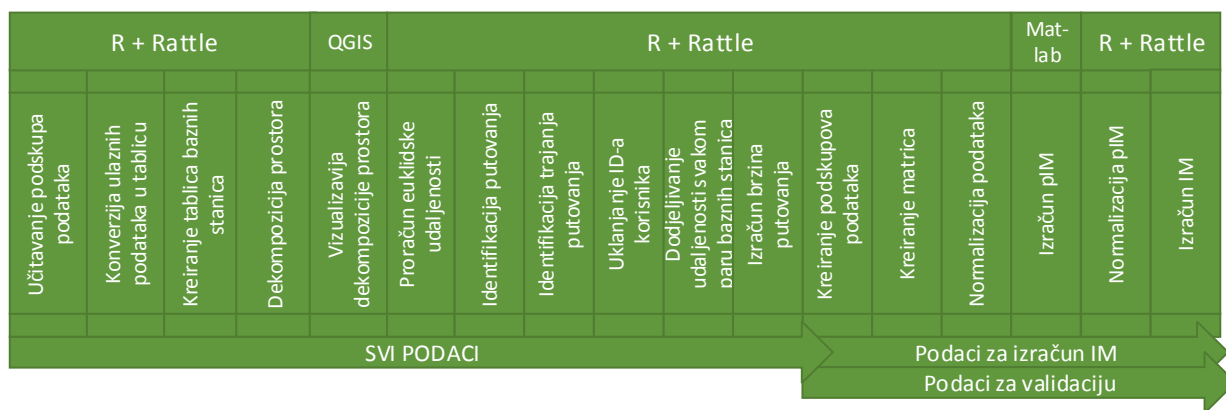 R + Rattle
QGIS
R + Rattle
Mat-
lab
R + Rattle
Učitavanje podskupa
podataka
Konverzija ulaznih
podataka u tablicu
Kreiranje tablica baznih
stanica
Dekompozicija prostora
Vizualizavija
dekompozicije prostora
Proračun euklidske
udaljenosti
Identifikacija putovanja
Identifikacija trajanja
putovanja
Uklanjanje ID-a
korisnika
Dodjeljivanje
udaljenosti svakom
paru baznih stanica
Izračun brzina
putovanja
Kreiranje podskupova
podataka
Kreiranje matrica
Normalizacija podataka
Izračun pIM
Normalizacija pIM
Izračun IM
SVI PODACI
Podaci za izračun IM
Podaci za validaciju